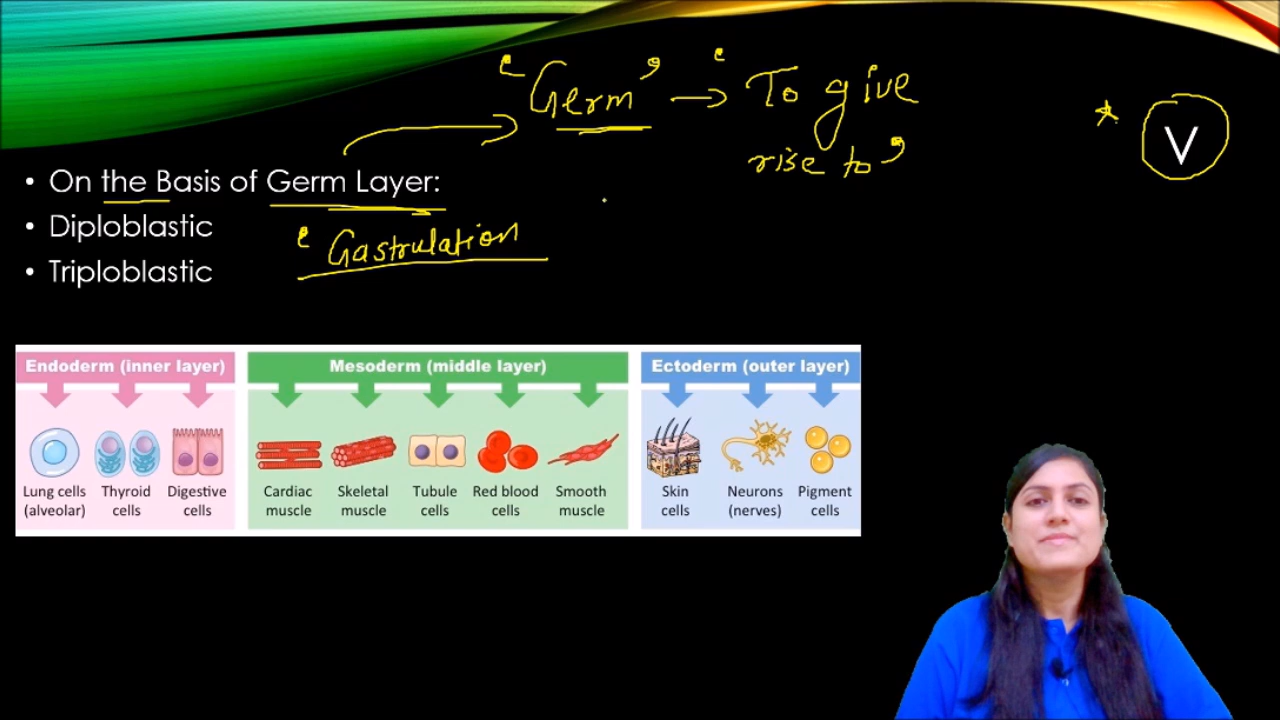 ‘Germ’ → ‘To give
rise to’
* V
• On the Basis of Germ Layer:
• Diploblastic
• Triploblastic
‘Gastrulation
Endoderm (inner layer)
Lung cells (alveolar)
Thyroid cells
Digestive cells
Mesoderm (middle layer)
Cardiac muscle
Skeletal muscle
Tubule cells
Red blood cells
Smooth muscle
Ectoderm (outer layer)
Skin cells
Neurons (nerves)
Pigment cells